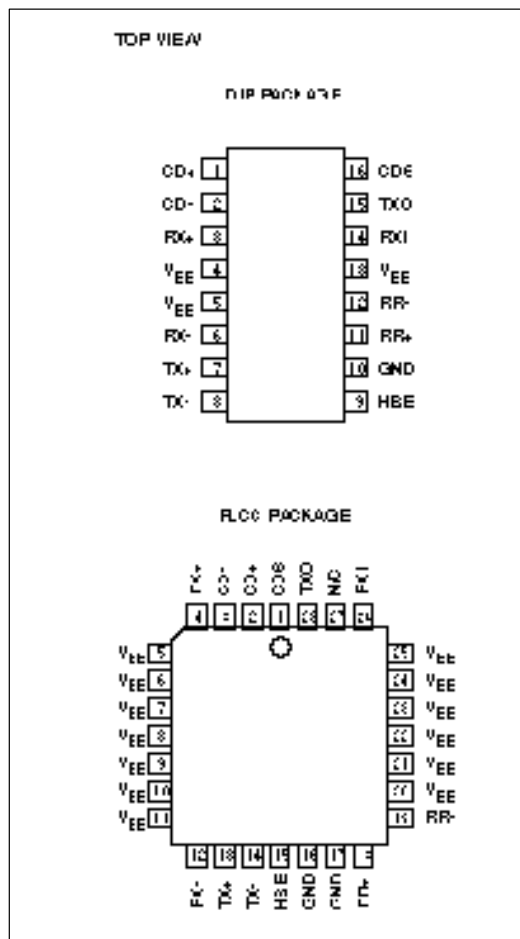 TOP VIEW
DIP PACKAGE
CD+ 1 16 CDS
CD- 2 15 TXO
RX+ 3 14 RXI
VEE 4 13 VEE
VEE 5 12 RR-
RX- 6 11 RR+
TX+ 7 10 GND
TX- 8 9 HBE
PLCC PACKAGE
RX+ CD- CD+ CDS TXO N/C RXI
4 3 2 1 28 27 26
VEE 5 25 VEE
VEE 6 24 VEE
VEE 7 23 VEE
VEE 8 22 VEE
VEE 9 21 VEE
VEE 10 20 VEE
VEE 11 19 RR-
12 13 14 15 16 17 18
RX- TX+ TX- HBE GND GND RR+